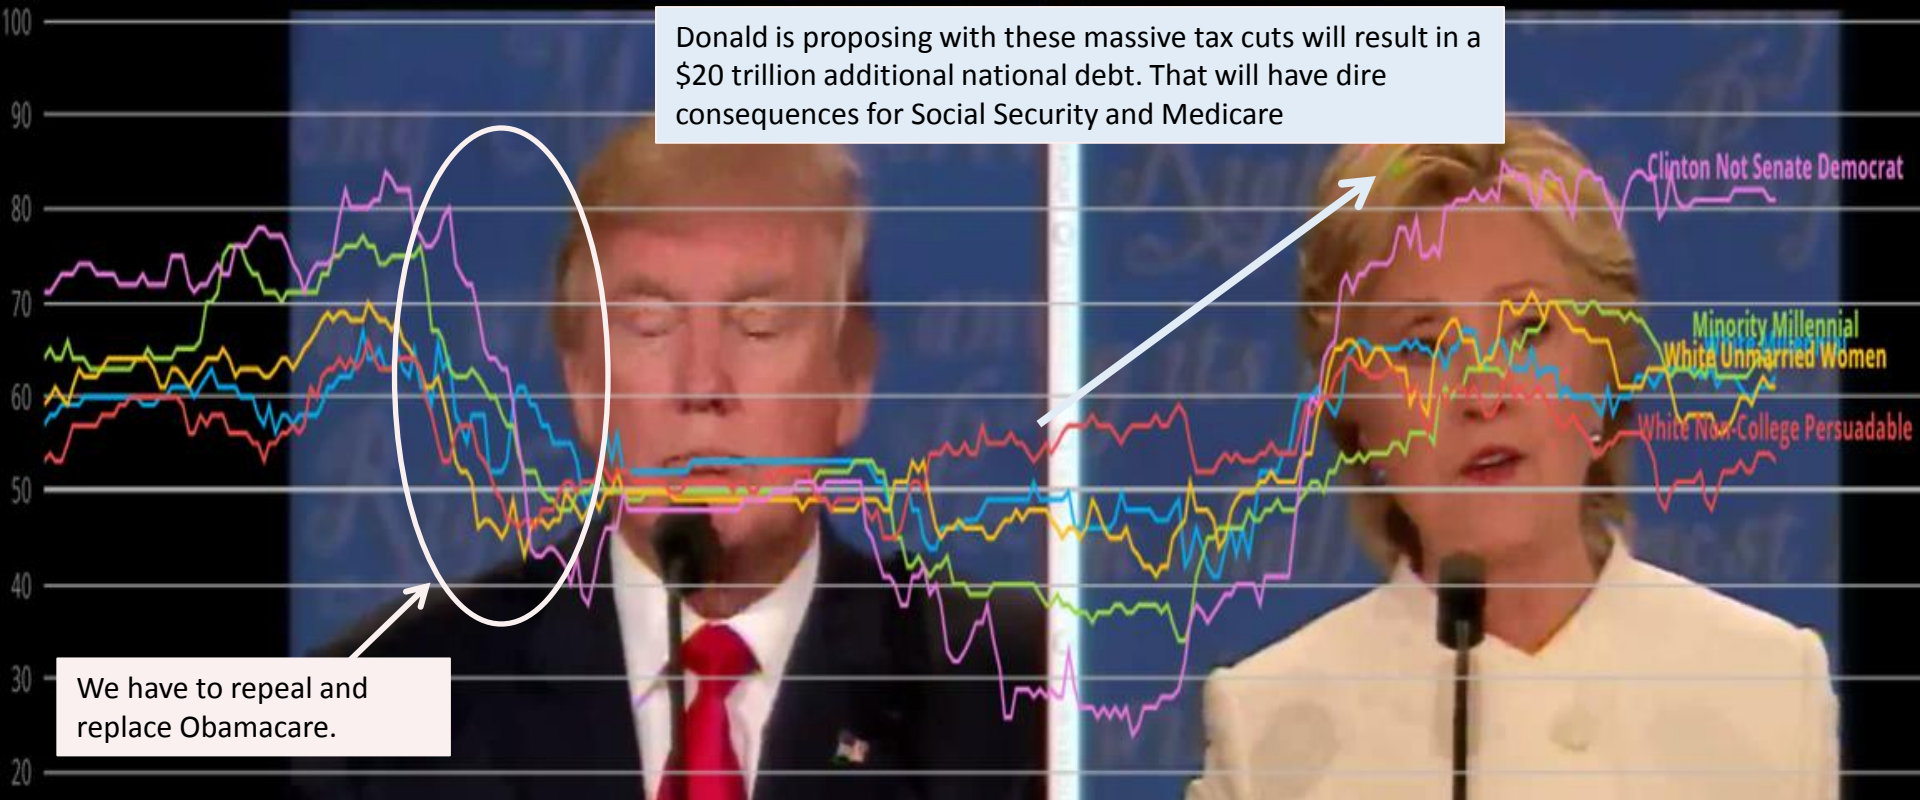 100
90
80
70
60
50
40
30
20
Donald is proposing with these massive tax cuts will result in a
$20 trillion additional national debt. That will have dire
consequences for Social Security and Medicare
Clinton Not Senate Democrat
Minority Millennial
White Unmarried Women
White Non-College Persuadable
We have to repeal and
replace Obamacare.